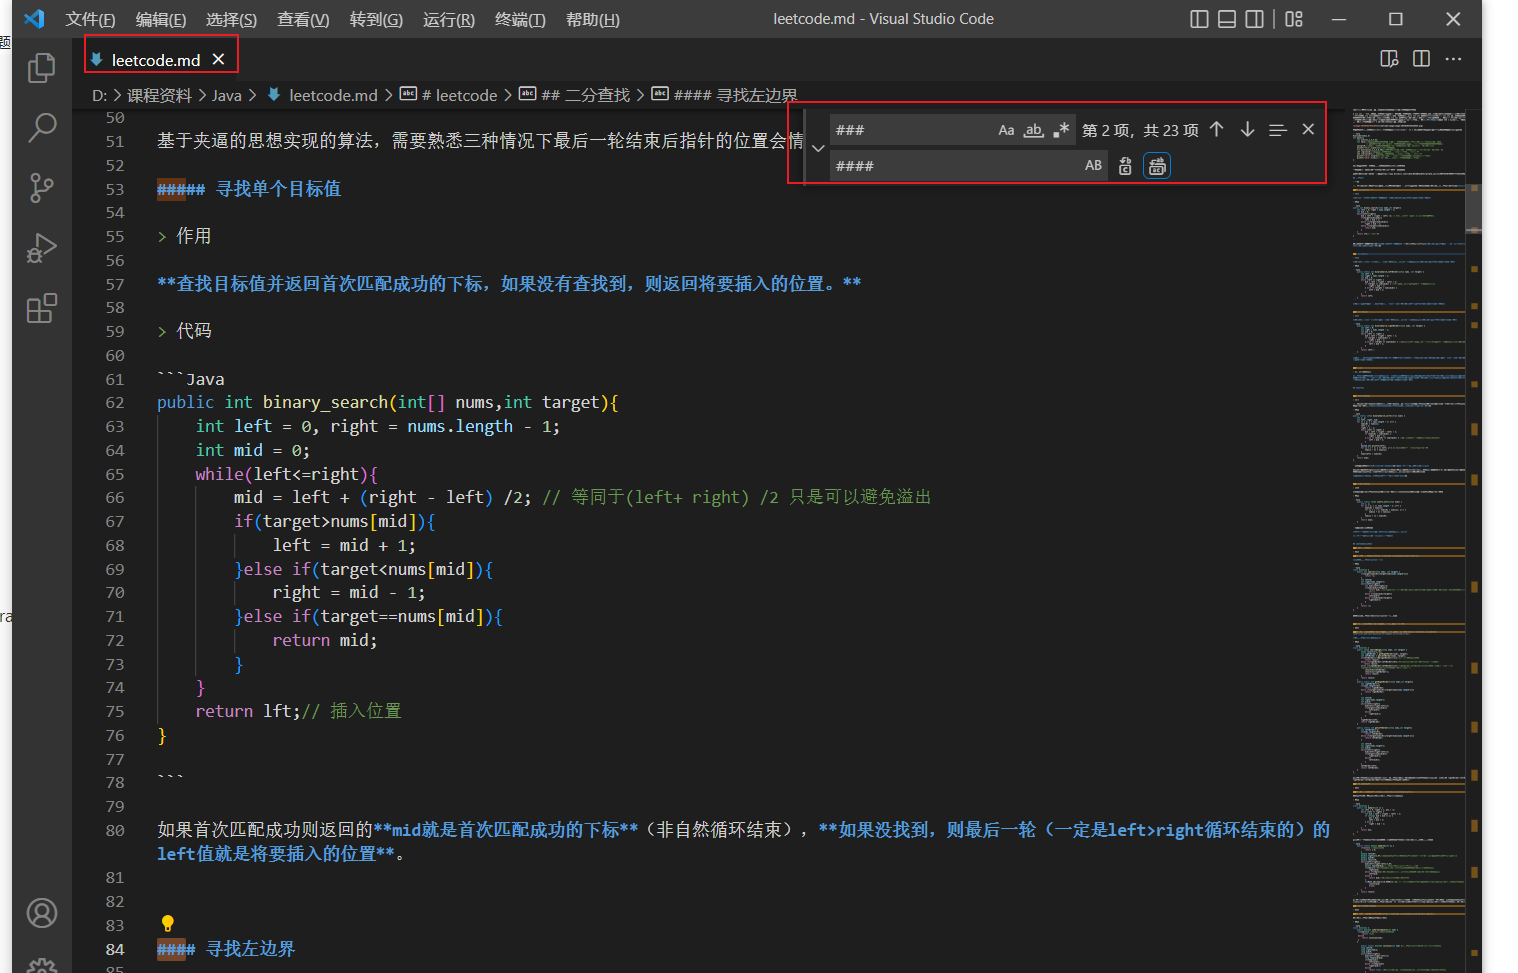 题
文件(F) 编辑(E) 选择(S) 查看(V) 转到(G) 运行(R) 终端(T) 帮助(H) leetcode.md - Visual Studio Code
leetcode.md
D: > 课程资料 > Java > leetcode.md > # leetcode > ## 二分查找 > #### 寻找左边界
### Aa ab 第 2 项，共 23 项
#### AB
50
51 基于夹逼的思想实现的算法，需要熟悉三种情况下最后一轮结束后指针的位置会情
52
53 ##### 寻找单个目标值
54
55 > 作用
56
57 **查找目标值并返回首次匹配成功的下标，如果没有查找到，则返回将要插入的位置。**
58
59 > 代码
60
61 ```Java
62 public int binary_search(int[] nums,int target){
63 int left = 0, right = nums.length - 1;
64 int mid = 0;
65 while(left<=right){
66 mid = left + (right - left) /2; // 等同于(left+ right) /2 只是可以避免溢出
67 if(target>nums[mid]){
68 left = mid + 1;
69 }else if(target<nums[mid]){
70 right = mid - 1;
71 }else if(target==nums[mid]){
72 return mid;
73 }
74 }
75 return lft;// 插入位置
76 }
77
78 ```
79
80 如果首次匹配成功则返回的**mid就是首次匹配成功的下标**（非自然循环结束），**如果没找到，则最后一轮（一定是left>right循环结束的）的
left值就是将要插入的位置**。
81
82
83
84 #### 寻找左边界
85
ra